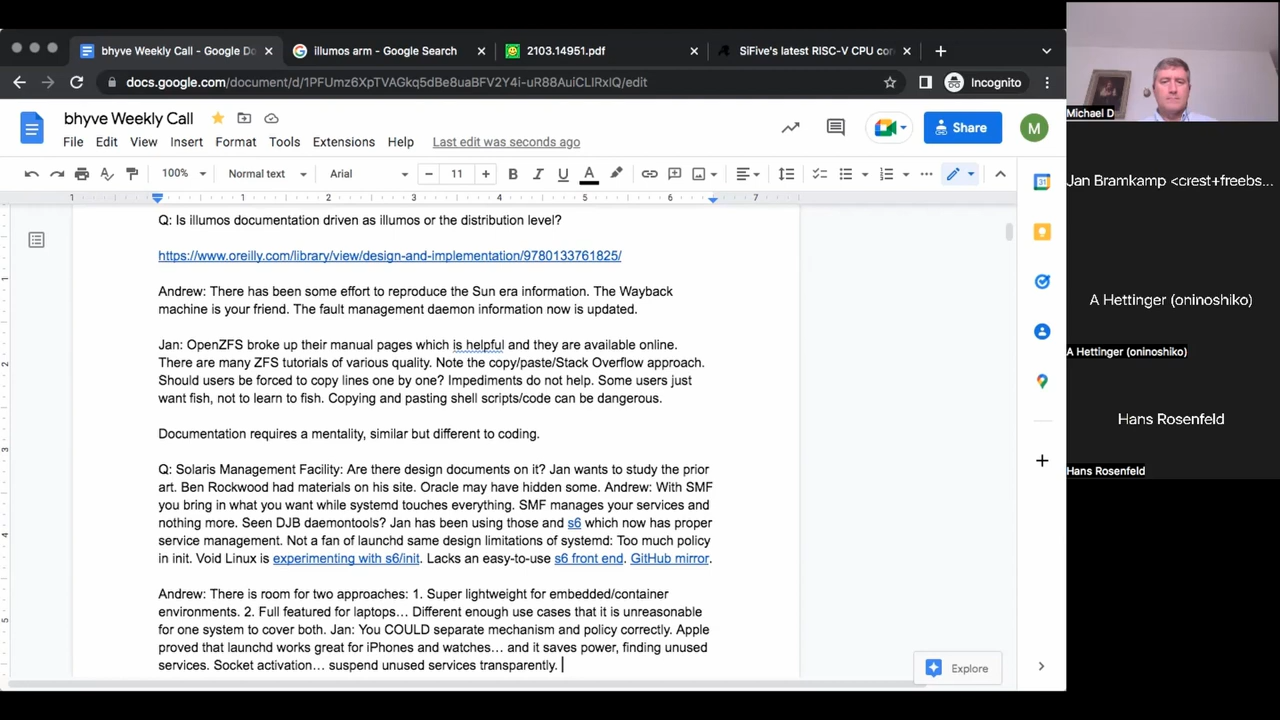 bhyve Weekly Call - Google Do
illumos arm - Google Search
2103.14951.pdf
SiFive's latest RISC-V CPU cor
docs.google.com/document/d/1PFUmz6XpTVAGkq5dBe8uaBFV2Y4i-uR88AuiCLlRxIQ/edit
Incognito
bhyve Weekly Call
File Edit View Insert Format Tools Extensions Help Last edit was seconds ago
Share
M
100% Normal text Arial 11
1 1 2 3 4 5 6 7
Q: Is illumos documentation driven as illumos or the distribution level?
https://www.oreilly.com/library/view/design-and-implementation/9780133761825/
Andrew: There has been some effort to reproduce the Sun era information. The Wayback
machine is your friend. The fault management daemon information now is updated.
Jan: OpenZFS broke up their manual pages which is helpful and they are available online.
There are many ZFS tutorials of various quality. Note the copy/paste/Stack Overflow approach.
Should users be forced to copy lines one by one? Impediments do not help. Some users just
want fish, not to learn to fish. Copying and pasting shell scripts/code can be dangerous.
Documentation requires a mentality, similar but different to coding.
Q: Solaris Management Facility: Are there design documents on it? Jan wants to study the prior
art. Ben Rockwood had materials on his site. Oracle may have hidden some. Andrew: With SMF
you bring in what you want while systemd touches everything. SMF manages your services and
nothing more. Seen DJB daemontools? Jan has been using those and s6 which now has proper
service management. Not a fan of launchd same design limitations of systemd: Too much policy
in init. Void Linux is experimenting with s6/init. Lacks an easy-to-use s6 front end. GitHub mirror.
Andrew: There is room for two approaches: 1. Super lightweight for embedded/container
environments. 2. Full featured for laptops… Different enough use cases that it is unreasonable
for one system to cover both. Jan: You COULD separate mechanism and policy correctly. Apple
proved that launchd works great for iPhones and watches… and it saves power, finding unused
services. Socket activation… suspend unused services transparently.
1
2
3
4
5
31
Explore
Michael D
Jan Bramkamp <crest+freebs...
A Hettinger (oninoshiko)
A Hettinger (oninoshiko)
Hans Rosenfeld
Hans Rosenfeld